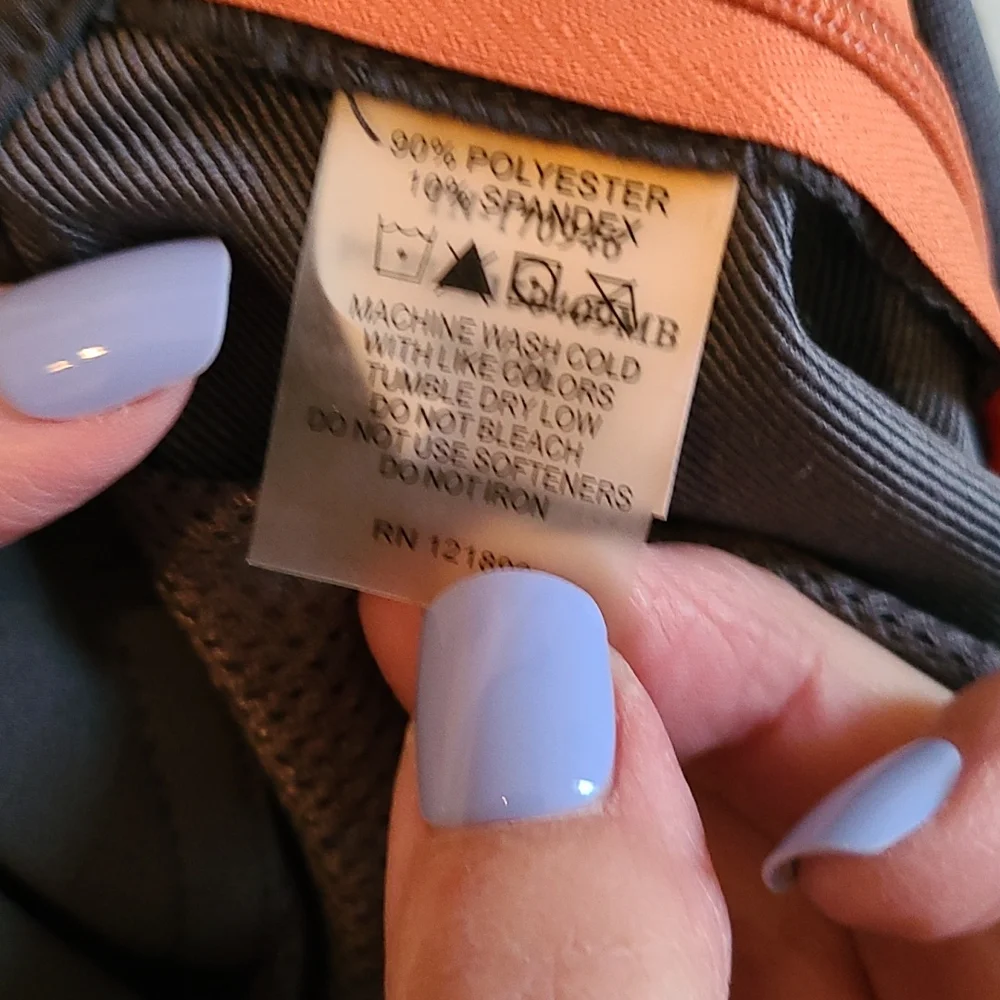 90% POLYESTER
10% SPANDEX
MACHINE WASH COLD
WITH LIKE COLORS
TUMBLE DRY LOW
DO NOT BLEACH
DO NOT USE SOFTENERS
DO NOT IRON
RN